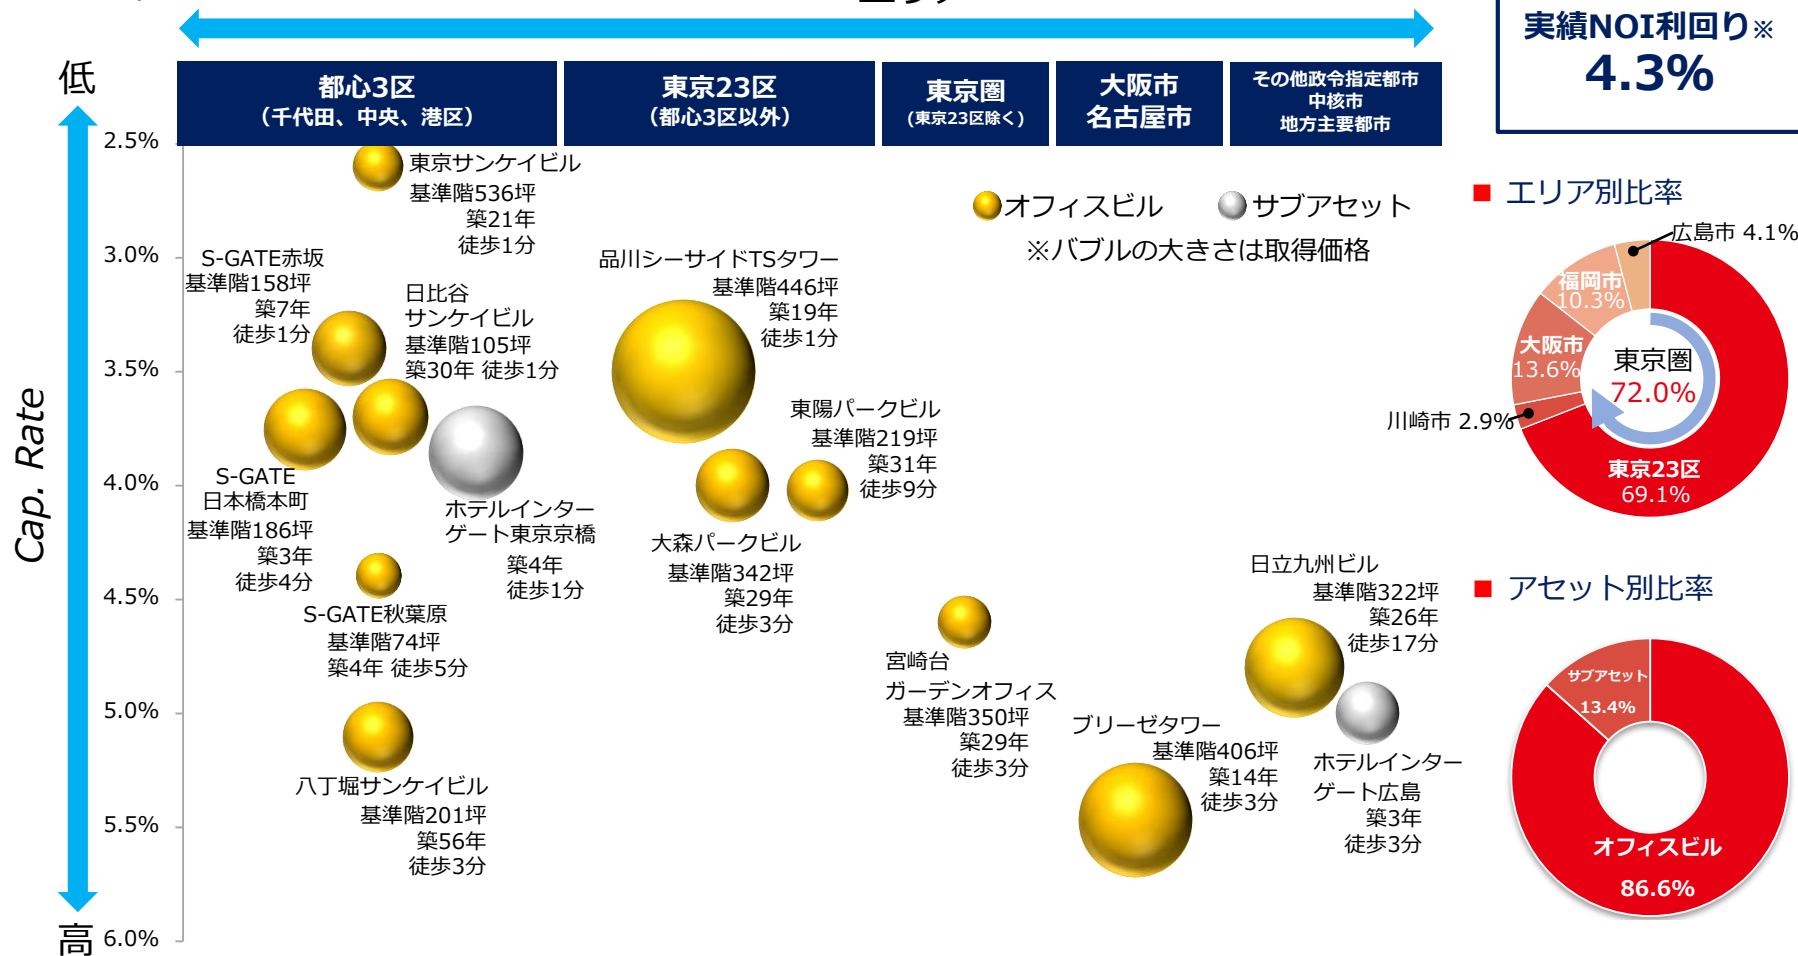 実績NOI利回り※
4.3%
低
都心3区
（千代田、中央、港区）
東京23区
（都心3区以外）
東京圏
(東京23区除く)
大阪市
名古屋市
その他政令指定都市
中核市
地方主要都市
2.5%
3.0%
3.5%
4.0%
4.5%
5.0%
5.5%
6.0%
高
Cap. Rate
東京サンケイビル
基準階536坪
築21年
徒歩1分
S-GATE赤坂
基準階158坪
築7年
徒歩1分
日比谷
サンケイビル
基準階105坪
築30年 徒歩1分
S-GATE
日本橋本町
基準階186坪
築3年
徒歩4分
ホテルインター
ゲート東京京橋
築4年
徒歩1分
S-GATE秋葉原
基準階74坪
築4年 徒歩5分
八丁堀サンケイビル
基準階201坪
築56年
徒歩3分
品川シーサイドTSタワー
基準階446坪
築19年
徒歩1分
東陽パークビル
基準階219坪
築31年
徒歩9分
大森パークビル
基準階342坪
築29年
徒歩3分
オフィスビル
サブアセット
※バブルの大きさは取得価格
宮崎台
ガーデンオフィス
基準階350坪
築29年
徒歩3分
ブリーゼタワー
基準階406坪
築14年
徒歩3分
日立九州ビル
基準階322坪
築26年
徒歩17分
ホテルインター
ゲート広島
築3年
徒歩3分
■ エリア別比率
広島市 4.1%
福岡市
10.3%
大阪市
13.6%
東京圏
72.0%
川崎市 2.9%
東京23区
69.1%
■ アセット別比率
サブアセット
13.4%
オフィスビル
86.6%